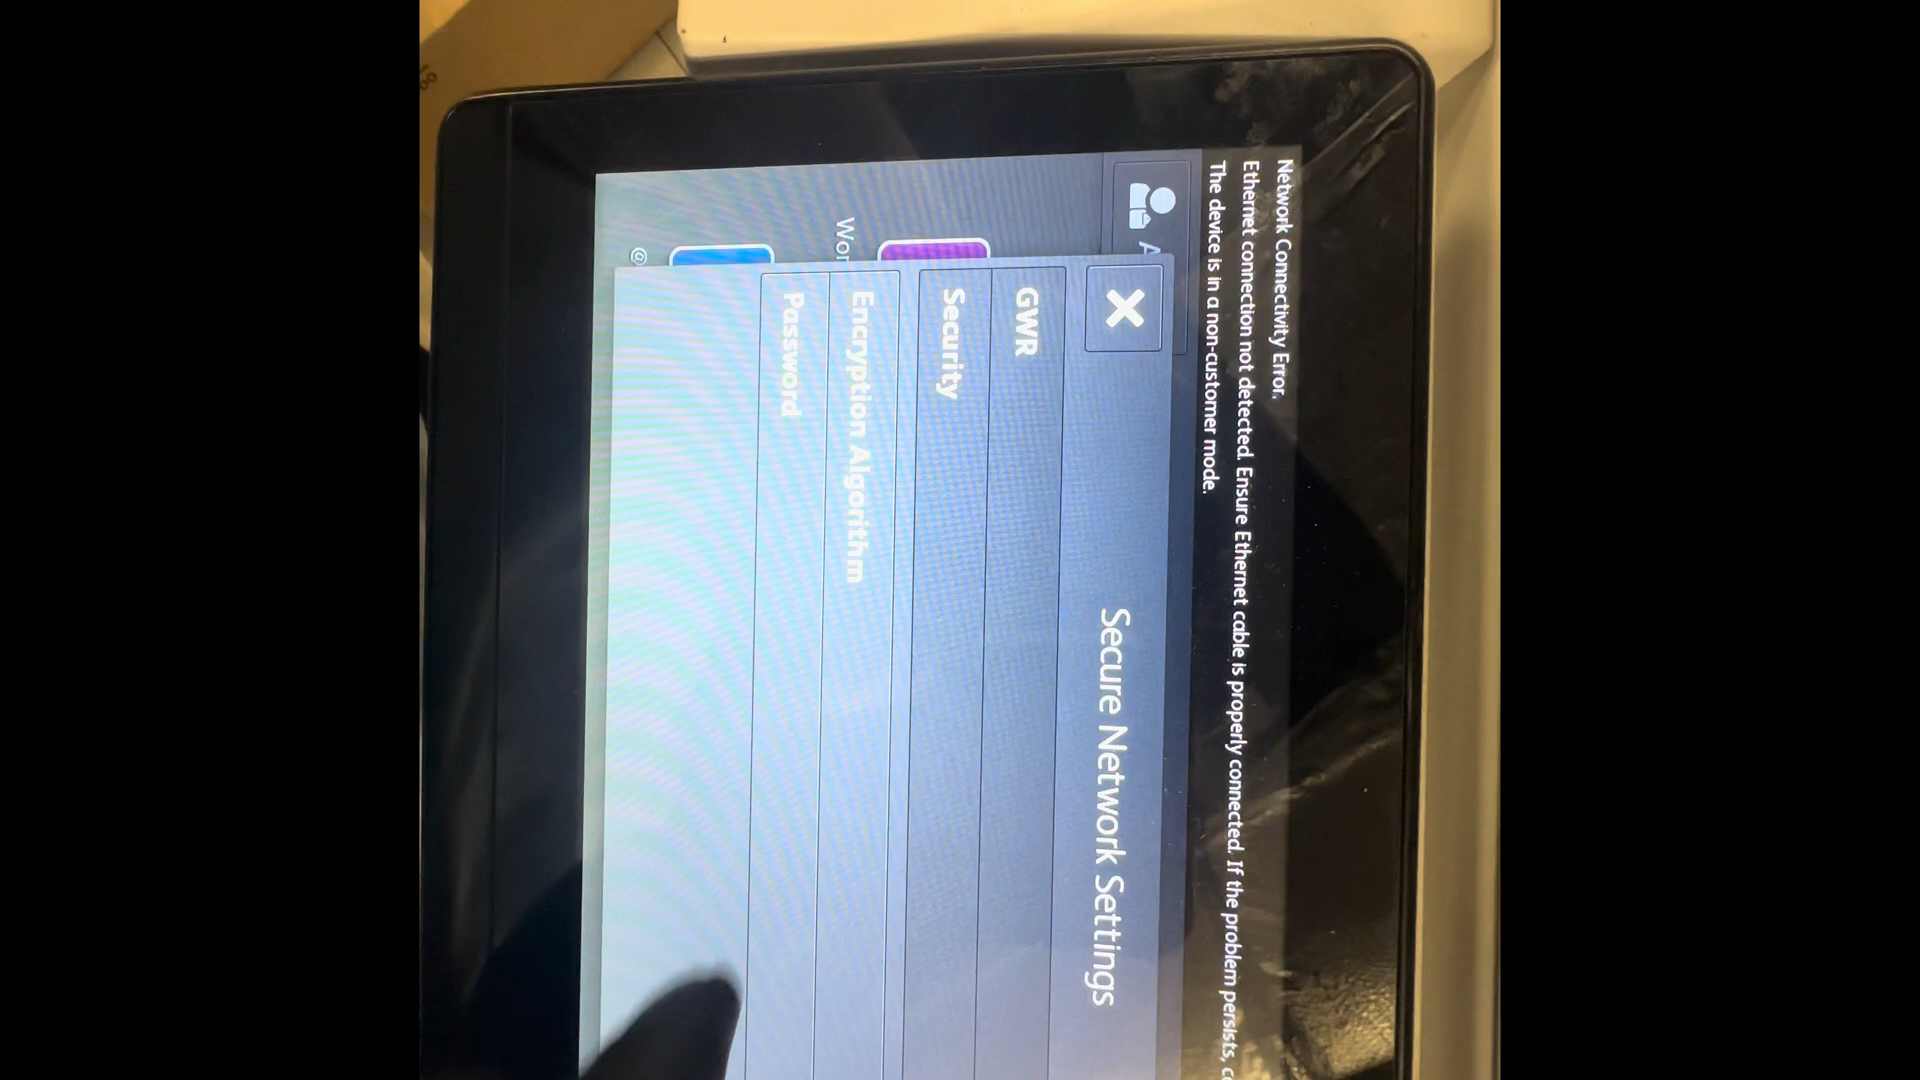 Network Connectivity Error.
Ethernet connection not detected. Ensure Ethernet cable is properly connected. If the problem persists,
The device is in a non-customer mode.
A
Secure Network Settings
GWR
Security
Wor
Encryption Algorithm
Password
@